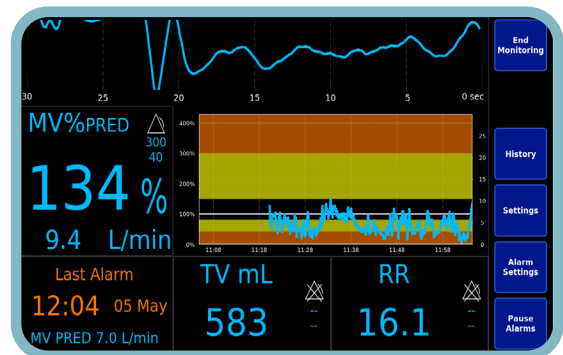 30 25 20 15 10 5 0 sec
End
Monitoring
MV%PRED
300
40
134 %
9.4 L/min
400%
300%
200%
100%
0%
25
20
15
10
5
0
11:08 11:18 11:28 11:38 11:48 11:58
History
Settings
Alarm
Settings
Pause
Alarms
Last Alarm
12:04 05 May
MV PRED 7.0 L/min
TV mL
--
--
583
RR
--
--
16.1